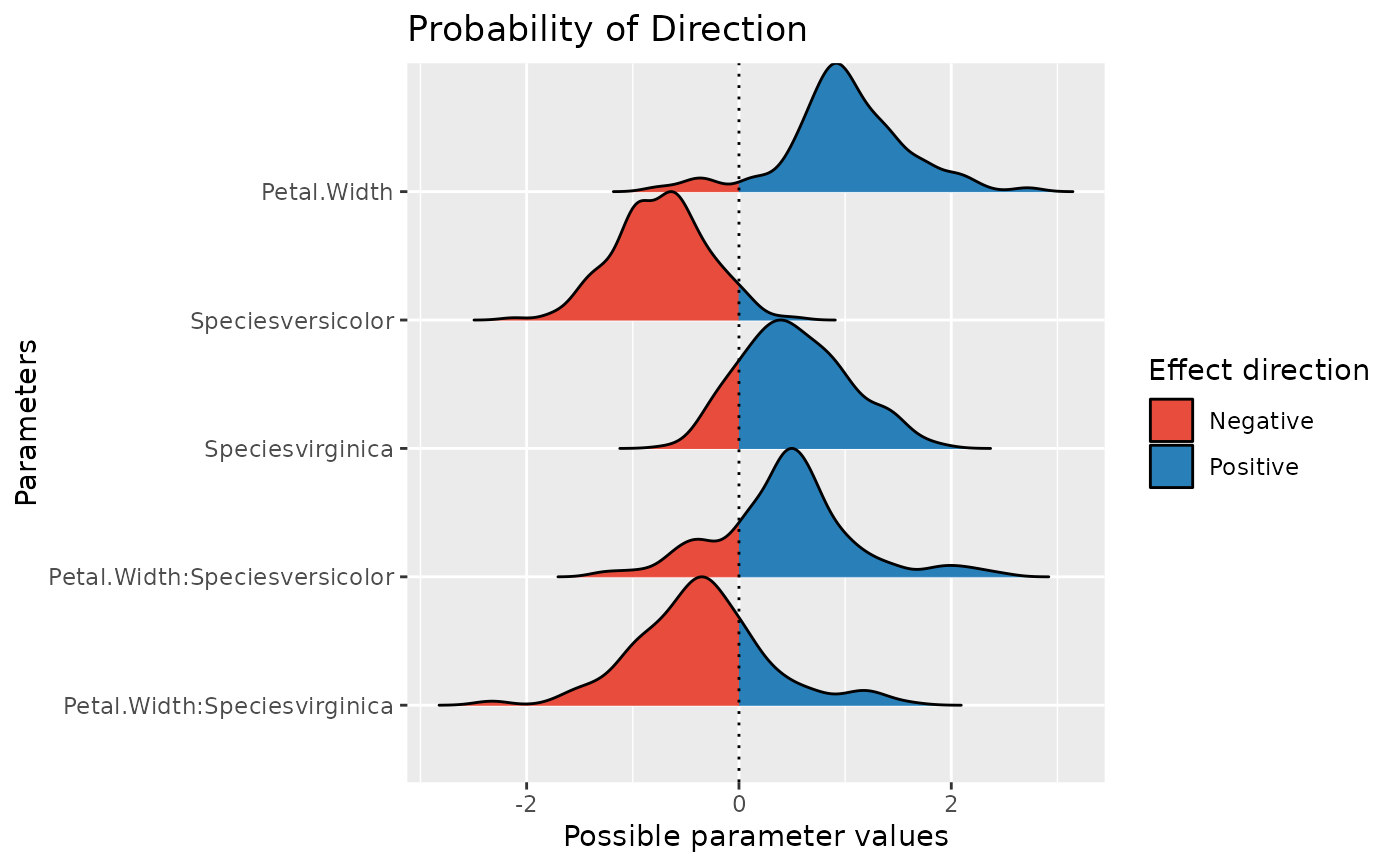 Probability of Direction
Parameters
Petal.Width
Speciesversicolor
Speciesvirginica
Petal.Width:Speciesversicolor
Petal.Width:Speciesvirginica
-2
0
2
Possible parameter values
Effect direction
Negative
Positive